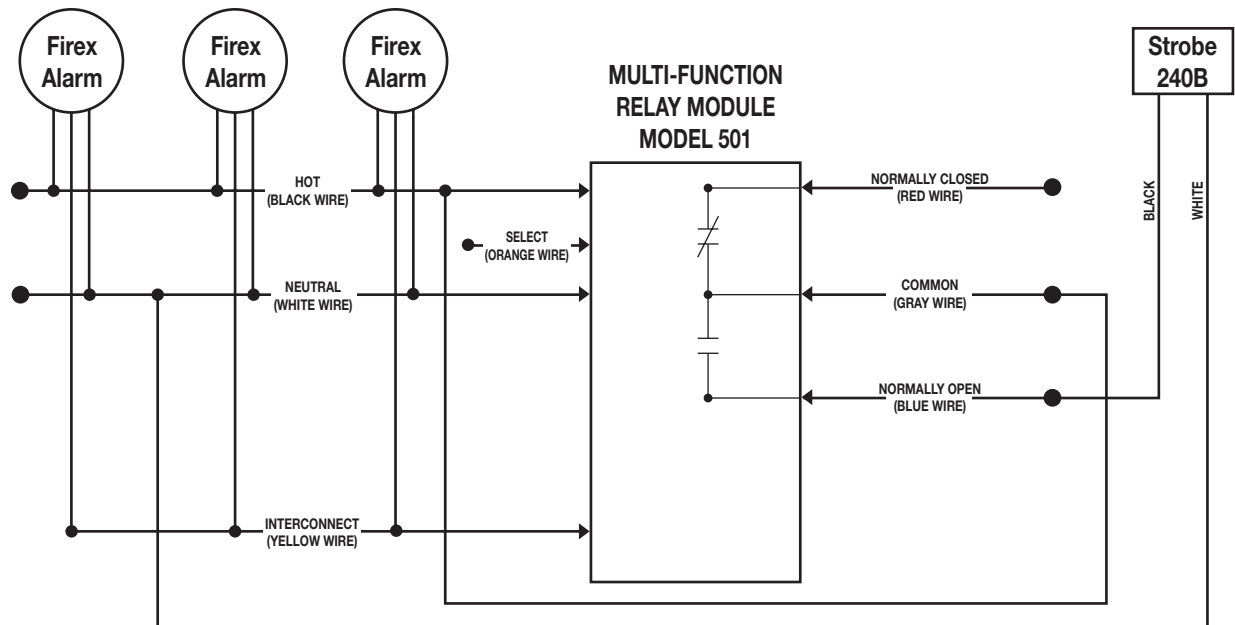 Firex
Alarm
Firex
Alarm
Firex
Alarm
Strobe
240B
MULTI-FUNCTION
RELAY MODULE
MODEL 501
HOT
(BLACK WIRE)
SELECT
(ORANGE WIRE)
NEUTRAL
(WHITE WIRE)
INTERCONNECT
(YELLOW WIRE)
NORMALLY CLOSED
(RED WIRE)
COMMON
(GRAY WIRE)
NORMALLY OPEN
(BLUE WIRE)
BLACK
WHITE